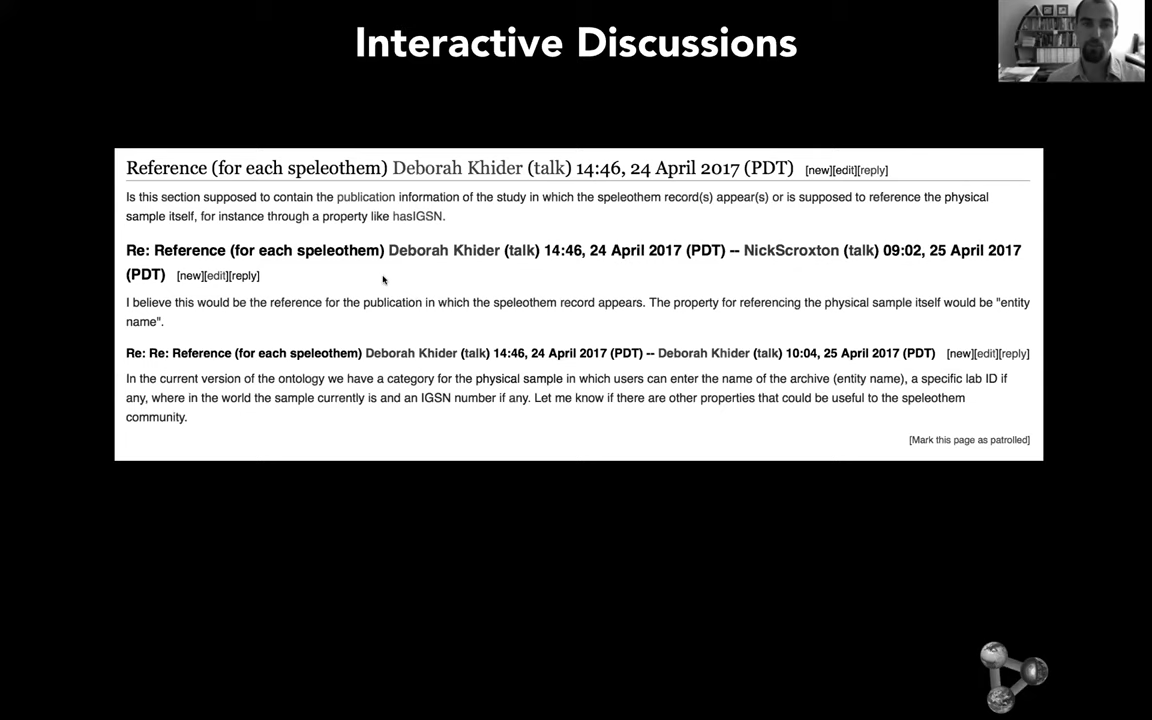 Interactive Discussions
Reference (for each speleothem) Deborah Khider (talk) 14:46, 24 April 2017 (PDT) [new][edit][reply]
Is this section supposed to contain the publication information of the study in which the speleothem record(s) appear(s) or is supposed to reference the physical
sample itself, for instance through a property like hasIGSN.
Re: Reference (for each speleothem) Deborah Khider (talk) 14:46, 24 April 2017 (PDT) -- NickScroxton (talk) 09:02, 25 April 2017
(PDT) [new][edit][reply]
I believe this would be the reference for the publication in which the speleothem record appears. The property for referencing the physical sample itself would be "entity
name".
Re: Re: Reference (for each speleothem) Deborah Khider (talk) 14:46, 24 April 2017 (PDT) -- Deborah Khider (talk) 10:04, 25 April 2017 (PDT) [new][edit][reply]
In the current version of the ontology we have a category for the physical sample in which users can enter the name of the archive (entity name), a specific lab ID if
any, where in the world the sample currently is and an IGSN number if any. Let me know if there are other properties that could be useful to the speleothem
community.
[Mark this page as patrolled]